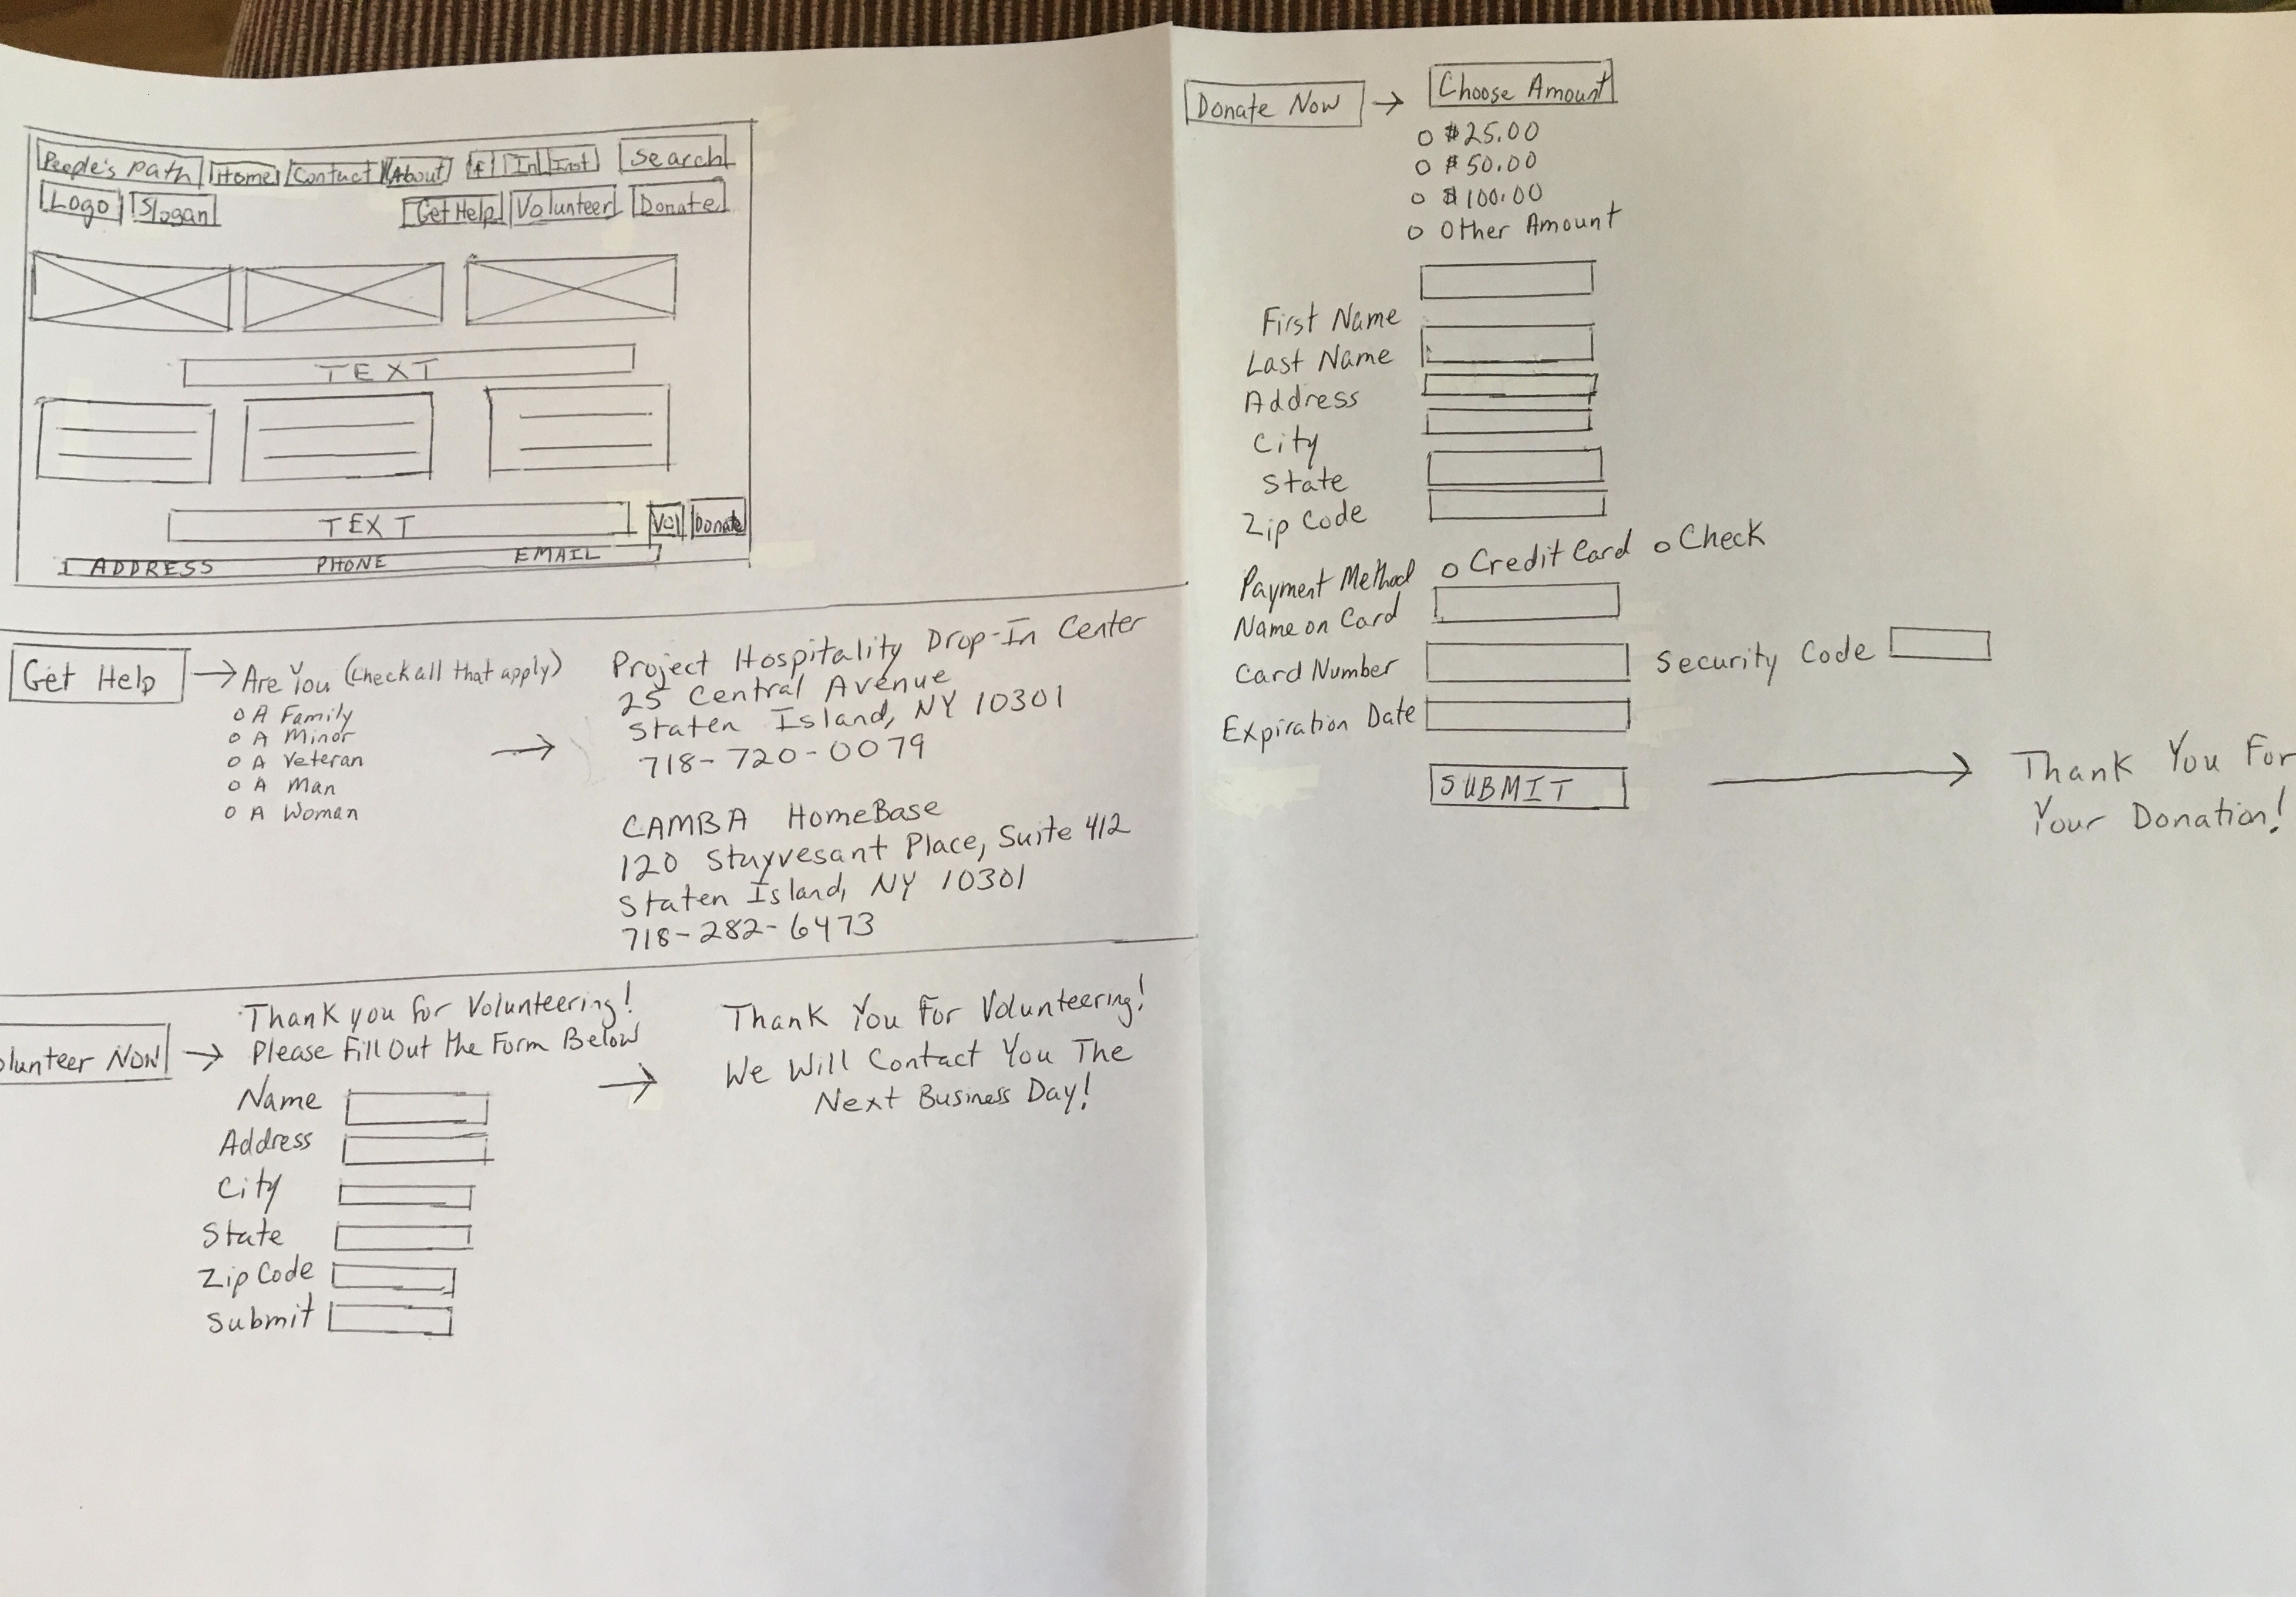 People's Path Home Contact About f In Inst Search
Logo Slogan Get Help Volunteer Donate
TEXT
TEXT Vol Donate
ADDRESS PHONE EMAIL
Get Help
Are You (check all that apply)
A Family
A Minor
A Veteran
A Man
A Woman
Project Hospitality Drop-In Center
25 Central Avenue
Staten Island, NY 10301
718-720-0079
CAMBA HomeBase
120 Stuyvesant Place, Suite 412
Staten Island, NY 10301
718-282-6473
olunteer Now
Thank you for Volunteering!
Please Fill Out the Form Below
Name
Address
City
State
Zip Code
Submit
Thank You For Volunteering!
We Will Contact You The
Next Business Day!
Donate Now
Choose Amount
$25.00
$50.00
$100.00
Other Amount
First Name
Last Name
Address
City
State
Zip Code
Payment Method Credit Card Check
Name on Card
Card Number Security Code
Expiration Date
SUBMIT
Thank You For
Your Donation!